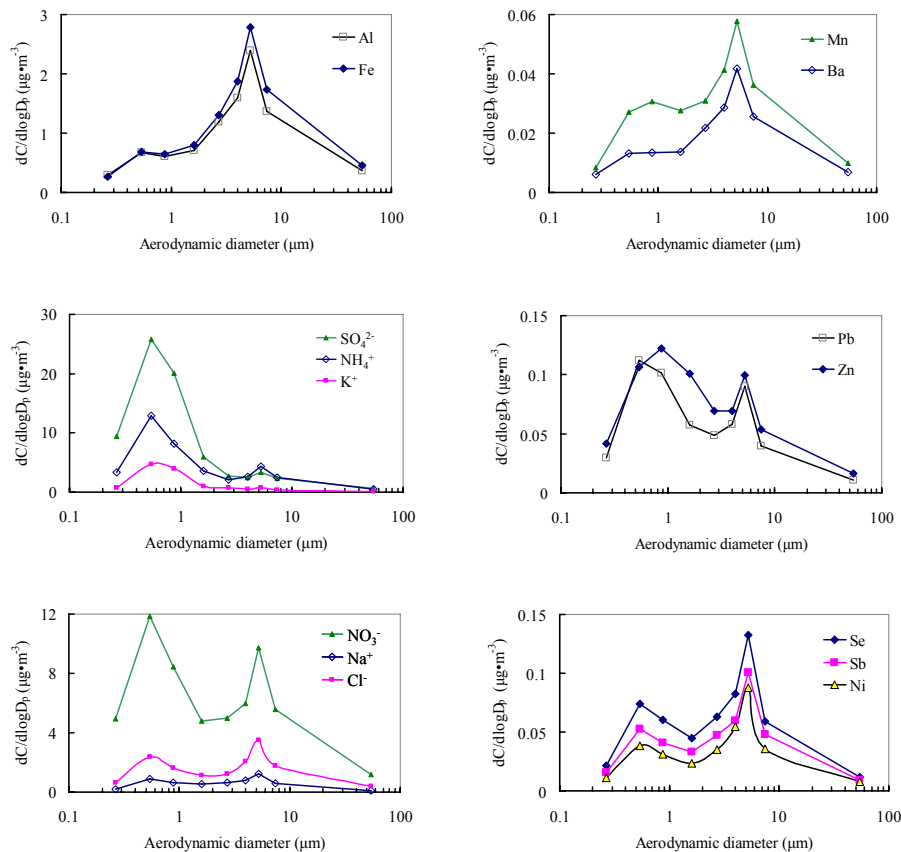 dC/dlogDp (μg•m-3)
3
2
1
0
Al
Fe
0.1 1 10 100
Aerodynamic diameter (μm)
dC/dlogDp (μg•m-3)
0.06
0.04
0.02
0
Mn
Ba
0.1 1 10 100
Aerodynamic diameter (μm)
dC/dlogDp (μg•m-3)
30
20
10
0
SO42-
NH4+
K+
0.1 1 10 100
Aerodynamic diameter (μm)
dC/dlogDp (μg•m-3)
0.15
0.1
0.05
0
Pb
Zn
0.1 1 10 100
Aerodynamic diameter (μm)
dC/dlogDp (μg•m-3)
12
8
4
0
NO3-
Na+
Cl-
0.1 1 10 100
Aerodynamic diameter (μm)
dC/dlogDp (μg•m-3)
0.15
0.1
0.05
0
Se
Sb
Ni
0.1 1 10 100
Aerodynamic diameter (μm)